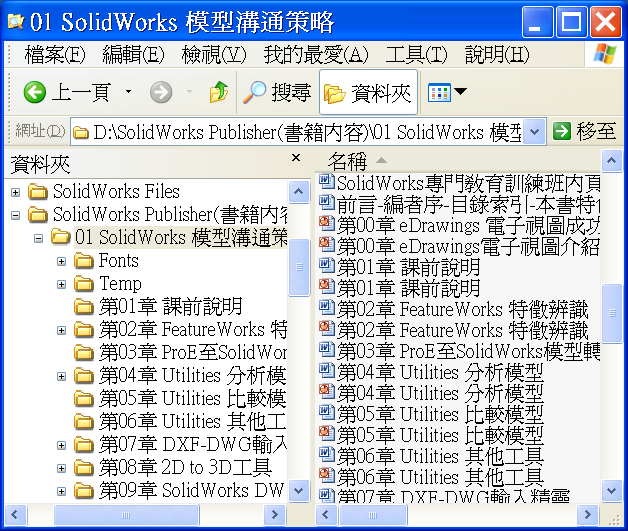 01 SolidWorks 模型溝通策略
檔案(F) 編輯(E) 檢視(V) 我的最愛(A) 工具(T) 說明(H)
上一頁 搜尋 資料夾
網址(D) D:\SolidWorks Publisher(書籍內容)\01 SolidWorks 模型 移至
資料夾
SolidWorks Files
SolidWorks Publisher(書籍內容
01 SolidWorks 模型溝通策
Fonts
Temp
第01章 課前說明
第02章 FeatureWorks 特
第03章 ProE至SolidWor
第04章 Utilities 分析模
第05章 Utilities 比較模
第06章 Utilities 其他工
第07章 DXF-DWG輸入
第08章 2D to 3D工具
第09章 SolidWorks DW
名稱
SolidWorks專門教育訓練班內頁
前言-編者序-目錄索引-本書特
第00章 eDrawings 電子視圖成功
第00章 eDrawings電子視圖介紹
第01章 課前說明
第01章 課前說明
第02章 FeatureWorks 特徵辨識
第02章 FeatureWorks 特徵辨識
第03章 ProE至SolidWorks模型轉
第04章 Utilities 分析模型
第04章 Utilities 分析模型
第05章 Utilities 比較模型
第05章 Utilities 比較模型
第06章 Utilities 其他工具
第06章 Utilities 其他工具
第07章 DXF-DWG輸入精靈